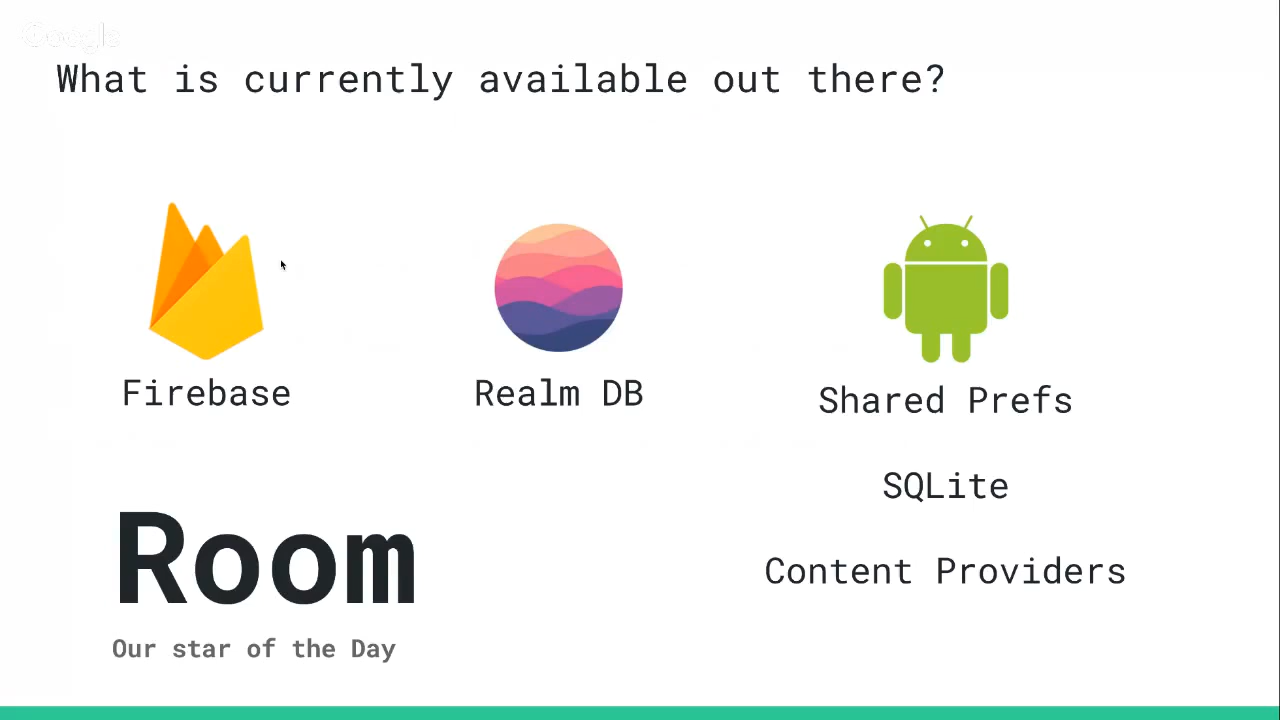 Google
What is currently available out there?
Firebase
Realm DB
Shared Prefs
SQLite
Content Providers
Room
Our star of the Day